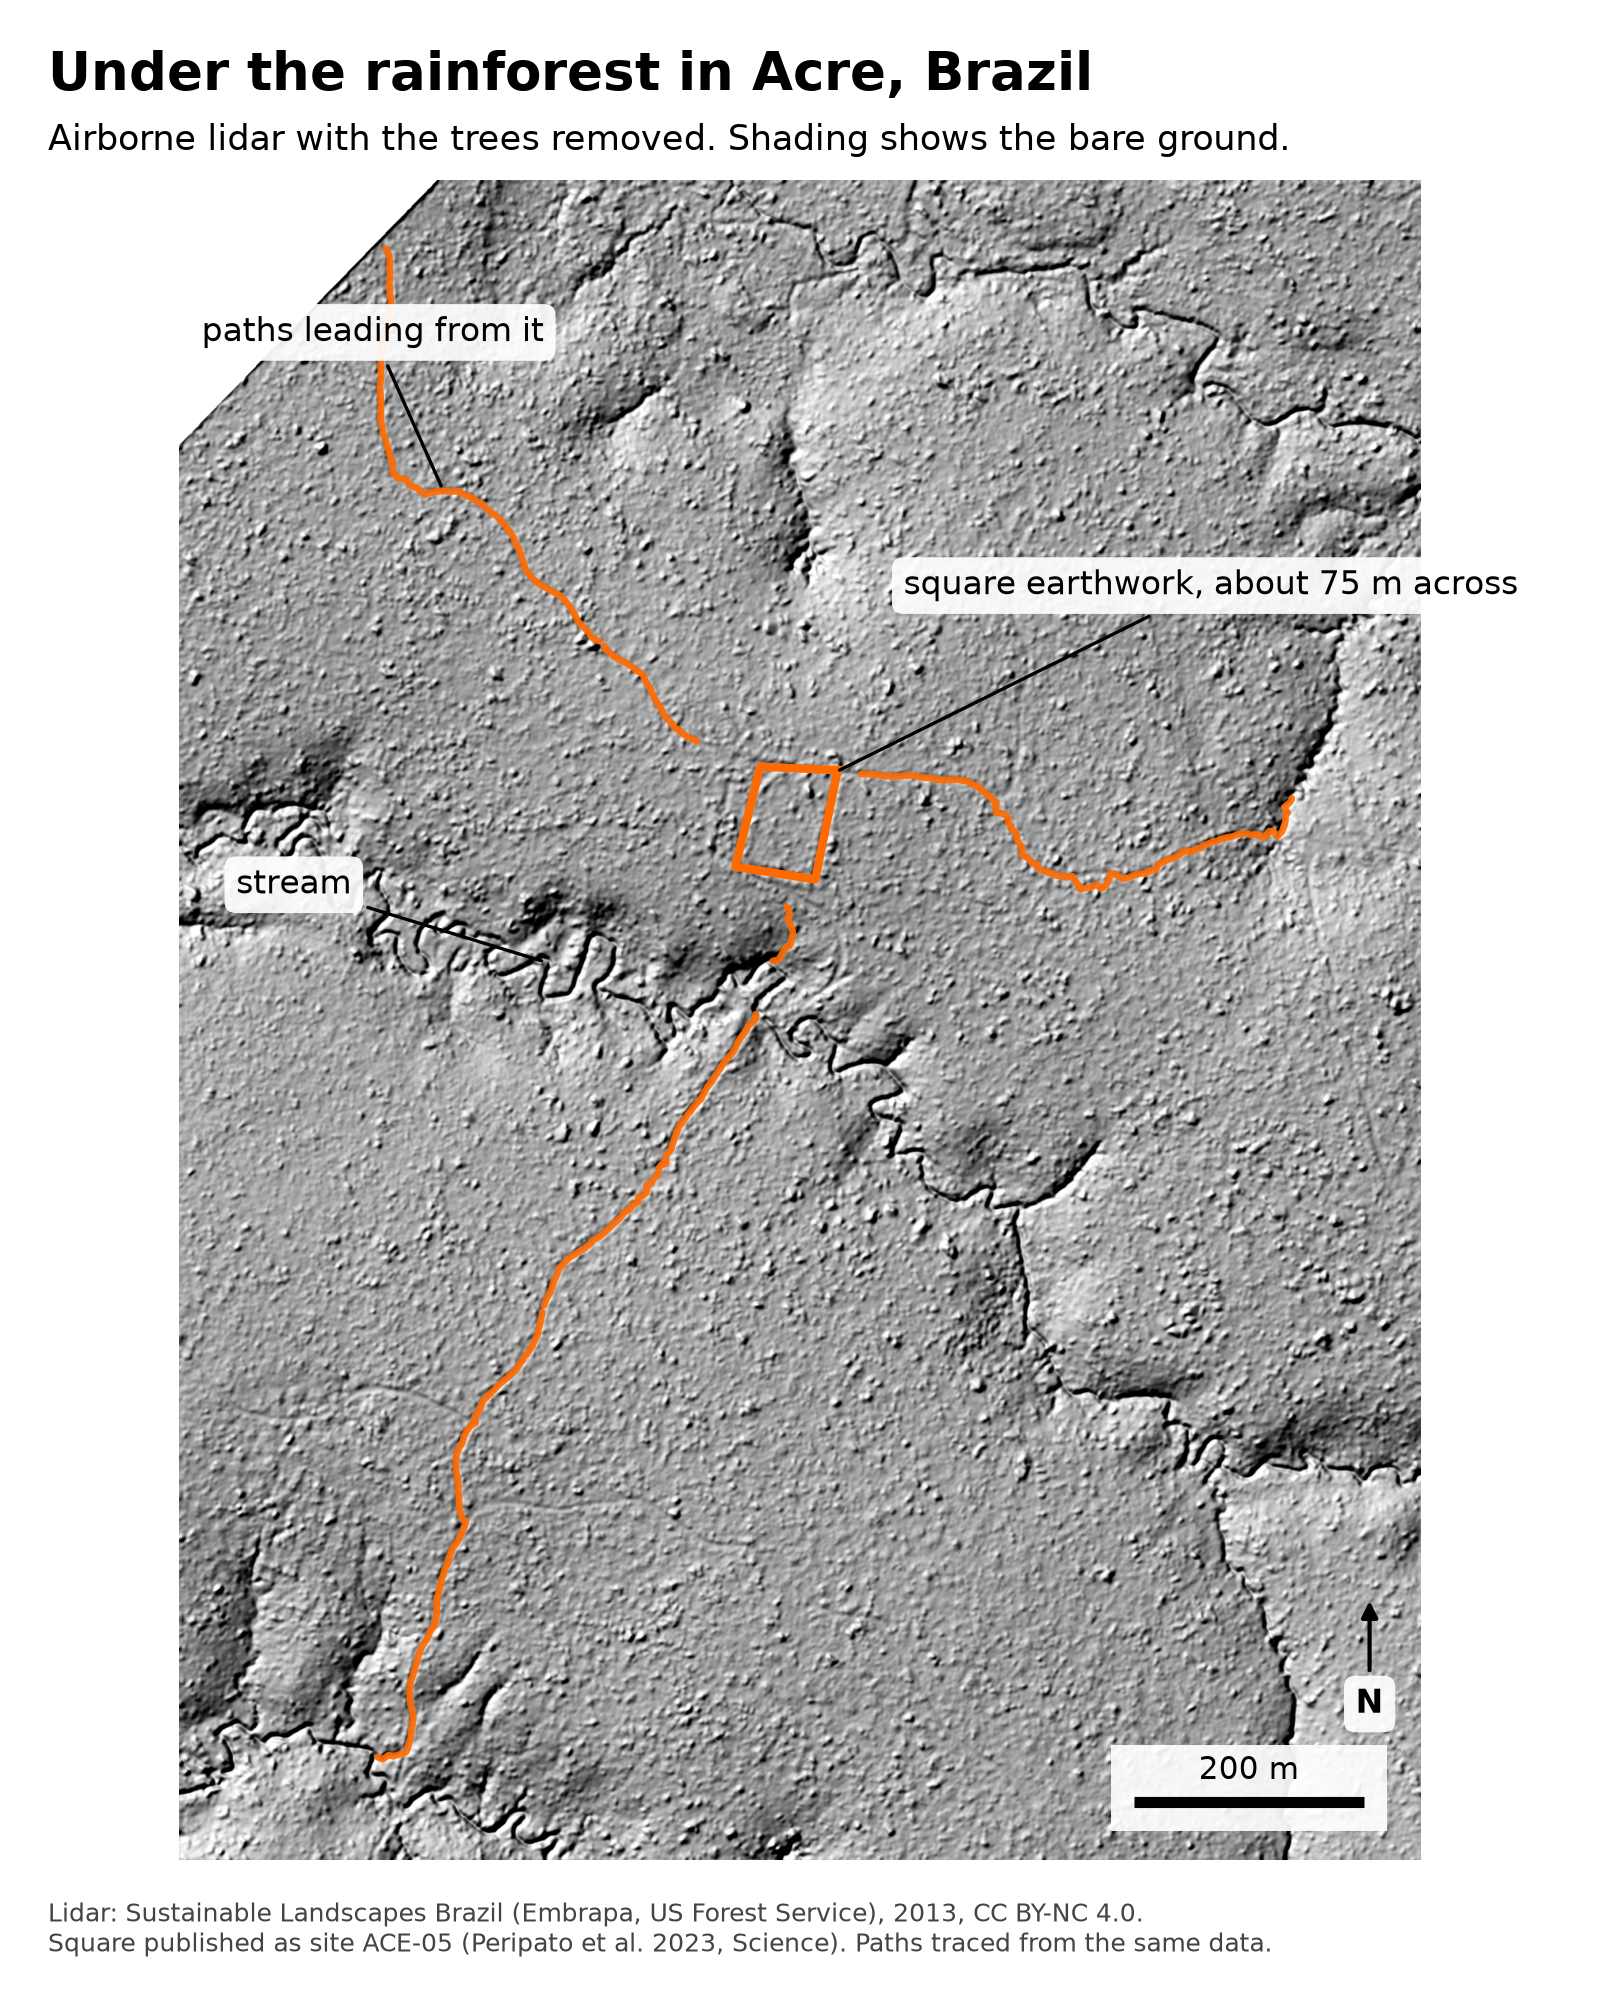 Under the rainforest in Acre, Brazil
Airborne lidar with the trees removed. Shading shows the bare ground.
paths leading from it
square earthwork, about 75 m across
stream
N
200 m
Lidar: Sustainable Landscapes Brazil (Embrapa, US Forest Service), 2013, CC BY-NC 4.0.
Square published as site ACE-05 (Peripato et al. 2023, Science). Paths traced from the same data.